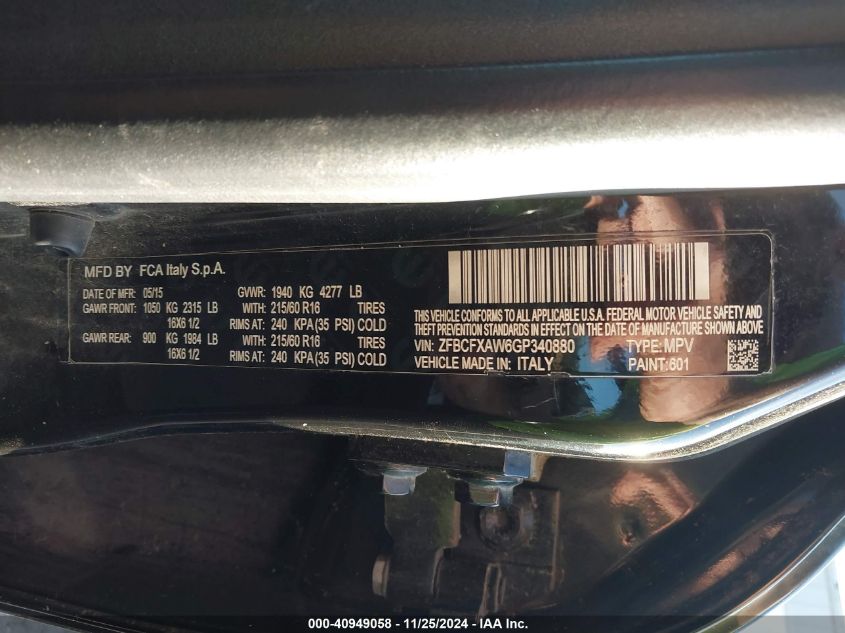 MFD BY FCA Italy S.p.A.
DATE OF MFR: 05/15 GVWR: 1940 KG 4277 LB
GAWR FRONT: 1050 KG 2315 LB WITH: 215/60 R16 TIRES
16X6 1/2 RIMS AT: 240 KPA(35 PSI) COLD
GAWR REAR: 900 KG 1984 LB WITH: 215/60 R16 TIRES
16X6 1/2 RIMS AT: 240 KPA(35 PSI) COLD
THIS VEHICLE CONFORMS TO ALL APPLICABLE U.S.A. FEDERAL MOTOR VEHICLE SAFETY AND
THEFT PREVENTION STANDARDS IN EFFECT ON THE DATE OF MANUFACTURE SHOWN ABOVE
VIN: ZFBCFXAW6GP340880 TYPE: MPV
VEHICLE MADE IN: ITALY PAINT:601
000-40949058 - 11/25/2024 - IAA, Inc.